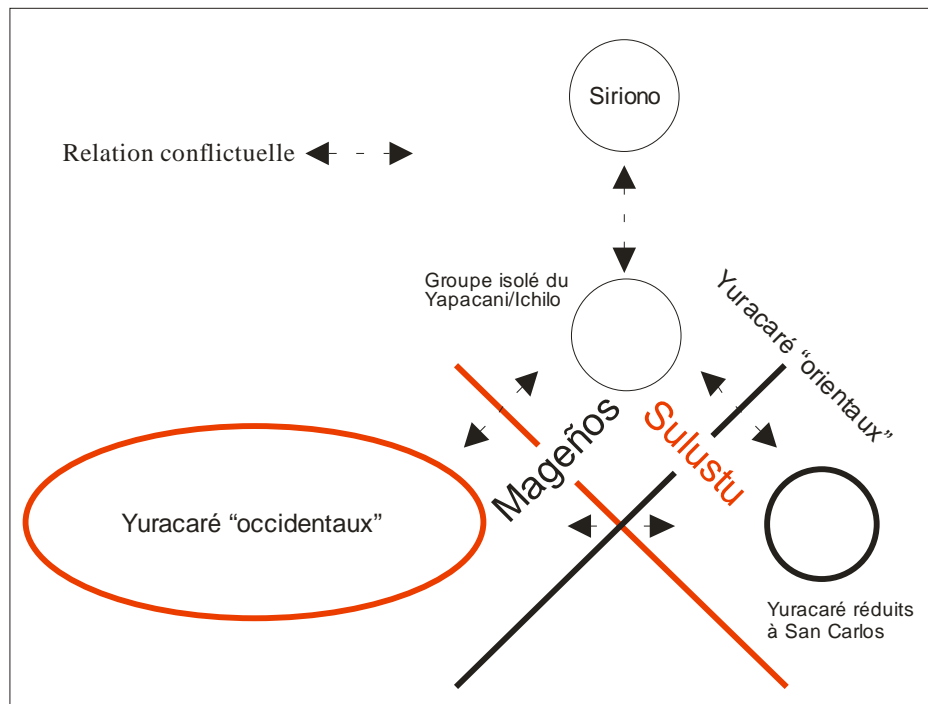 Siriono
Relation conflictuelle
Groupe isolé du
Yapacani/Ichilo
Yuracaré “orientaux”
Mageños
Sulustu
Yuracaré “occidentaux”
Yuracaré réduits
à San Carlos